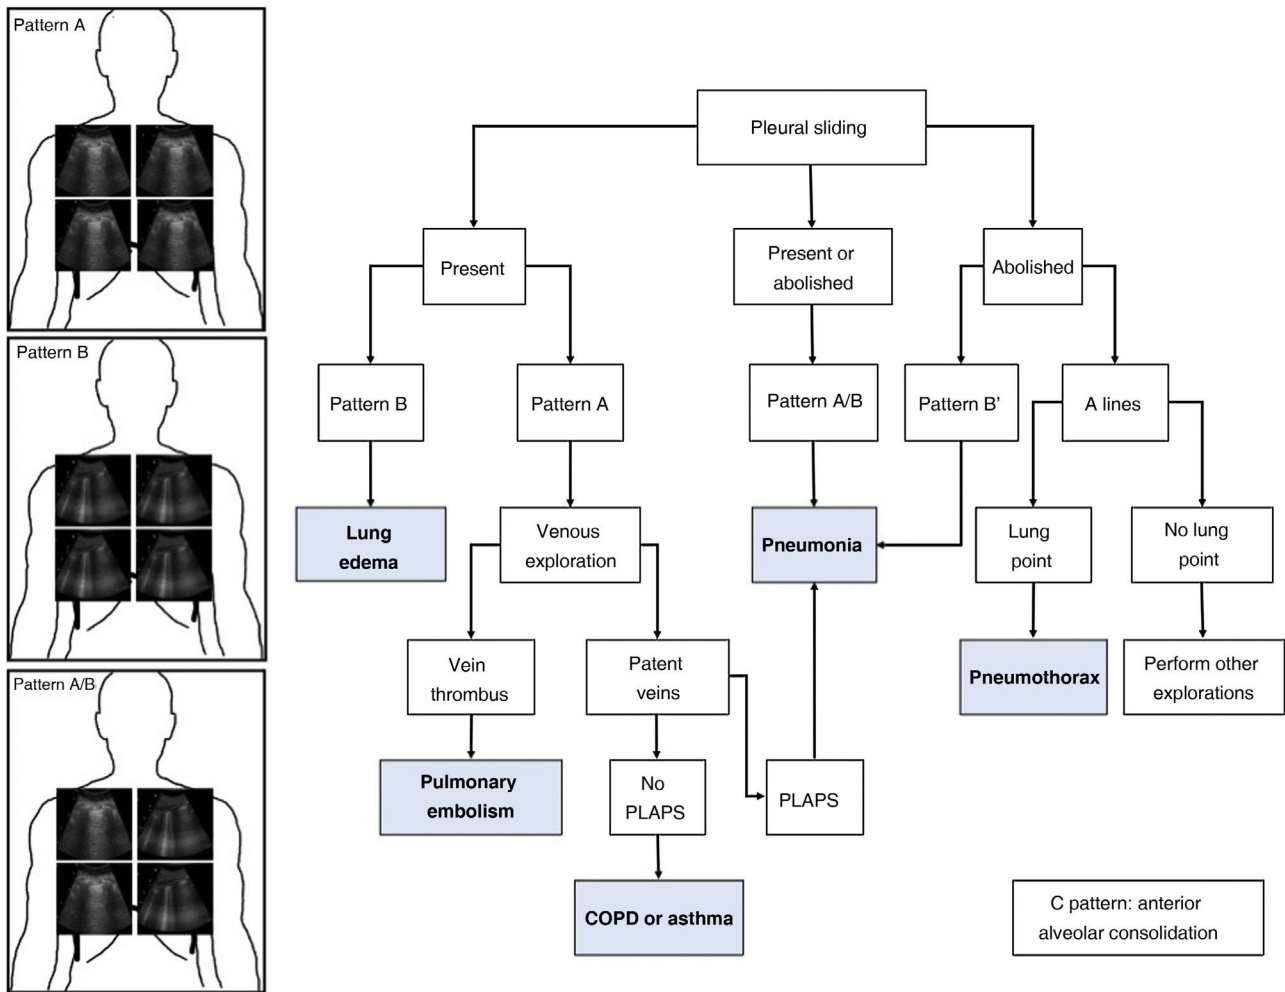 Pattern A
Pattern B
Pattern A/B
Pleural sliding
Present
Present or
abolished
Abolished
Pattern B
Pattern A
Pattern A/B
Pattern B’
A lines
Lung
edema
Venous
exploration
Pneumonia
Lung
point
No lung
point
Vein
thrombus
Patent
veins
Pneumothorax
Perform other
explorations
Pulmonary
embolism
No
PLAPS
PLAPS
COPD or asthma
C pattern: anterior
alveolar consolidation